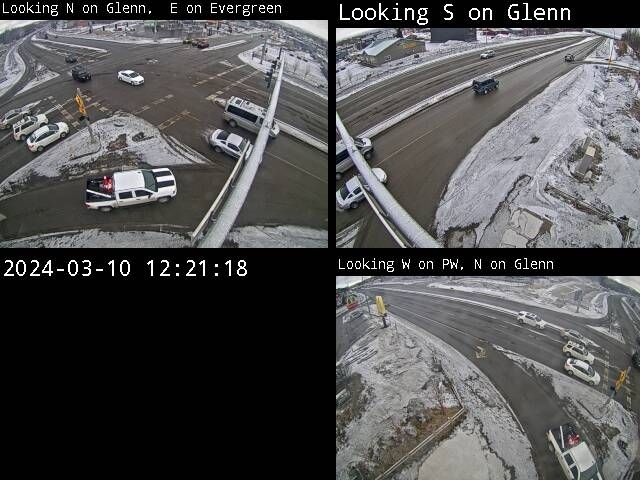 Looking N on Glenn,  E on Evergreen
Looking S on Glenn
2024-03-10 12:21:18
Looking W on PW, N on Glenn